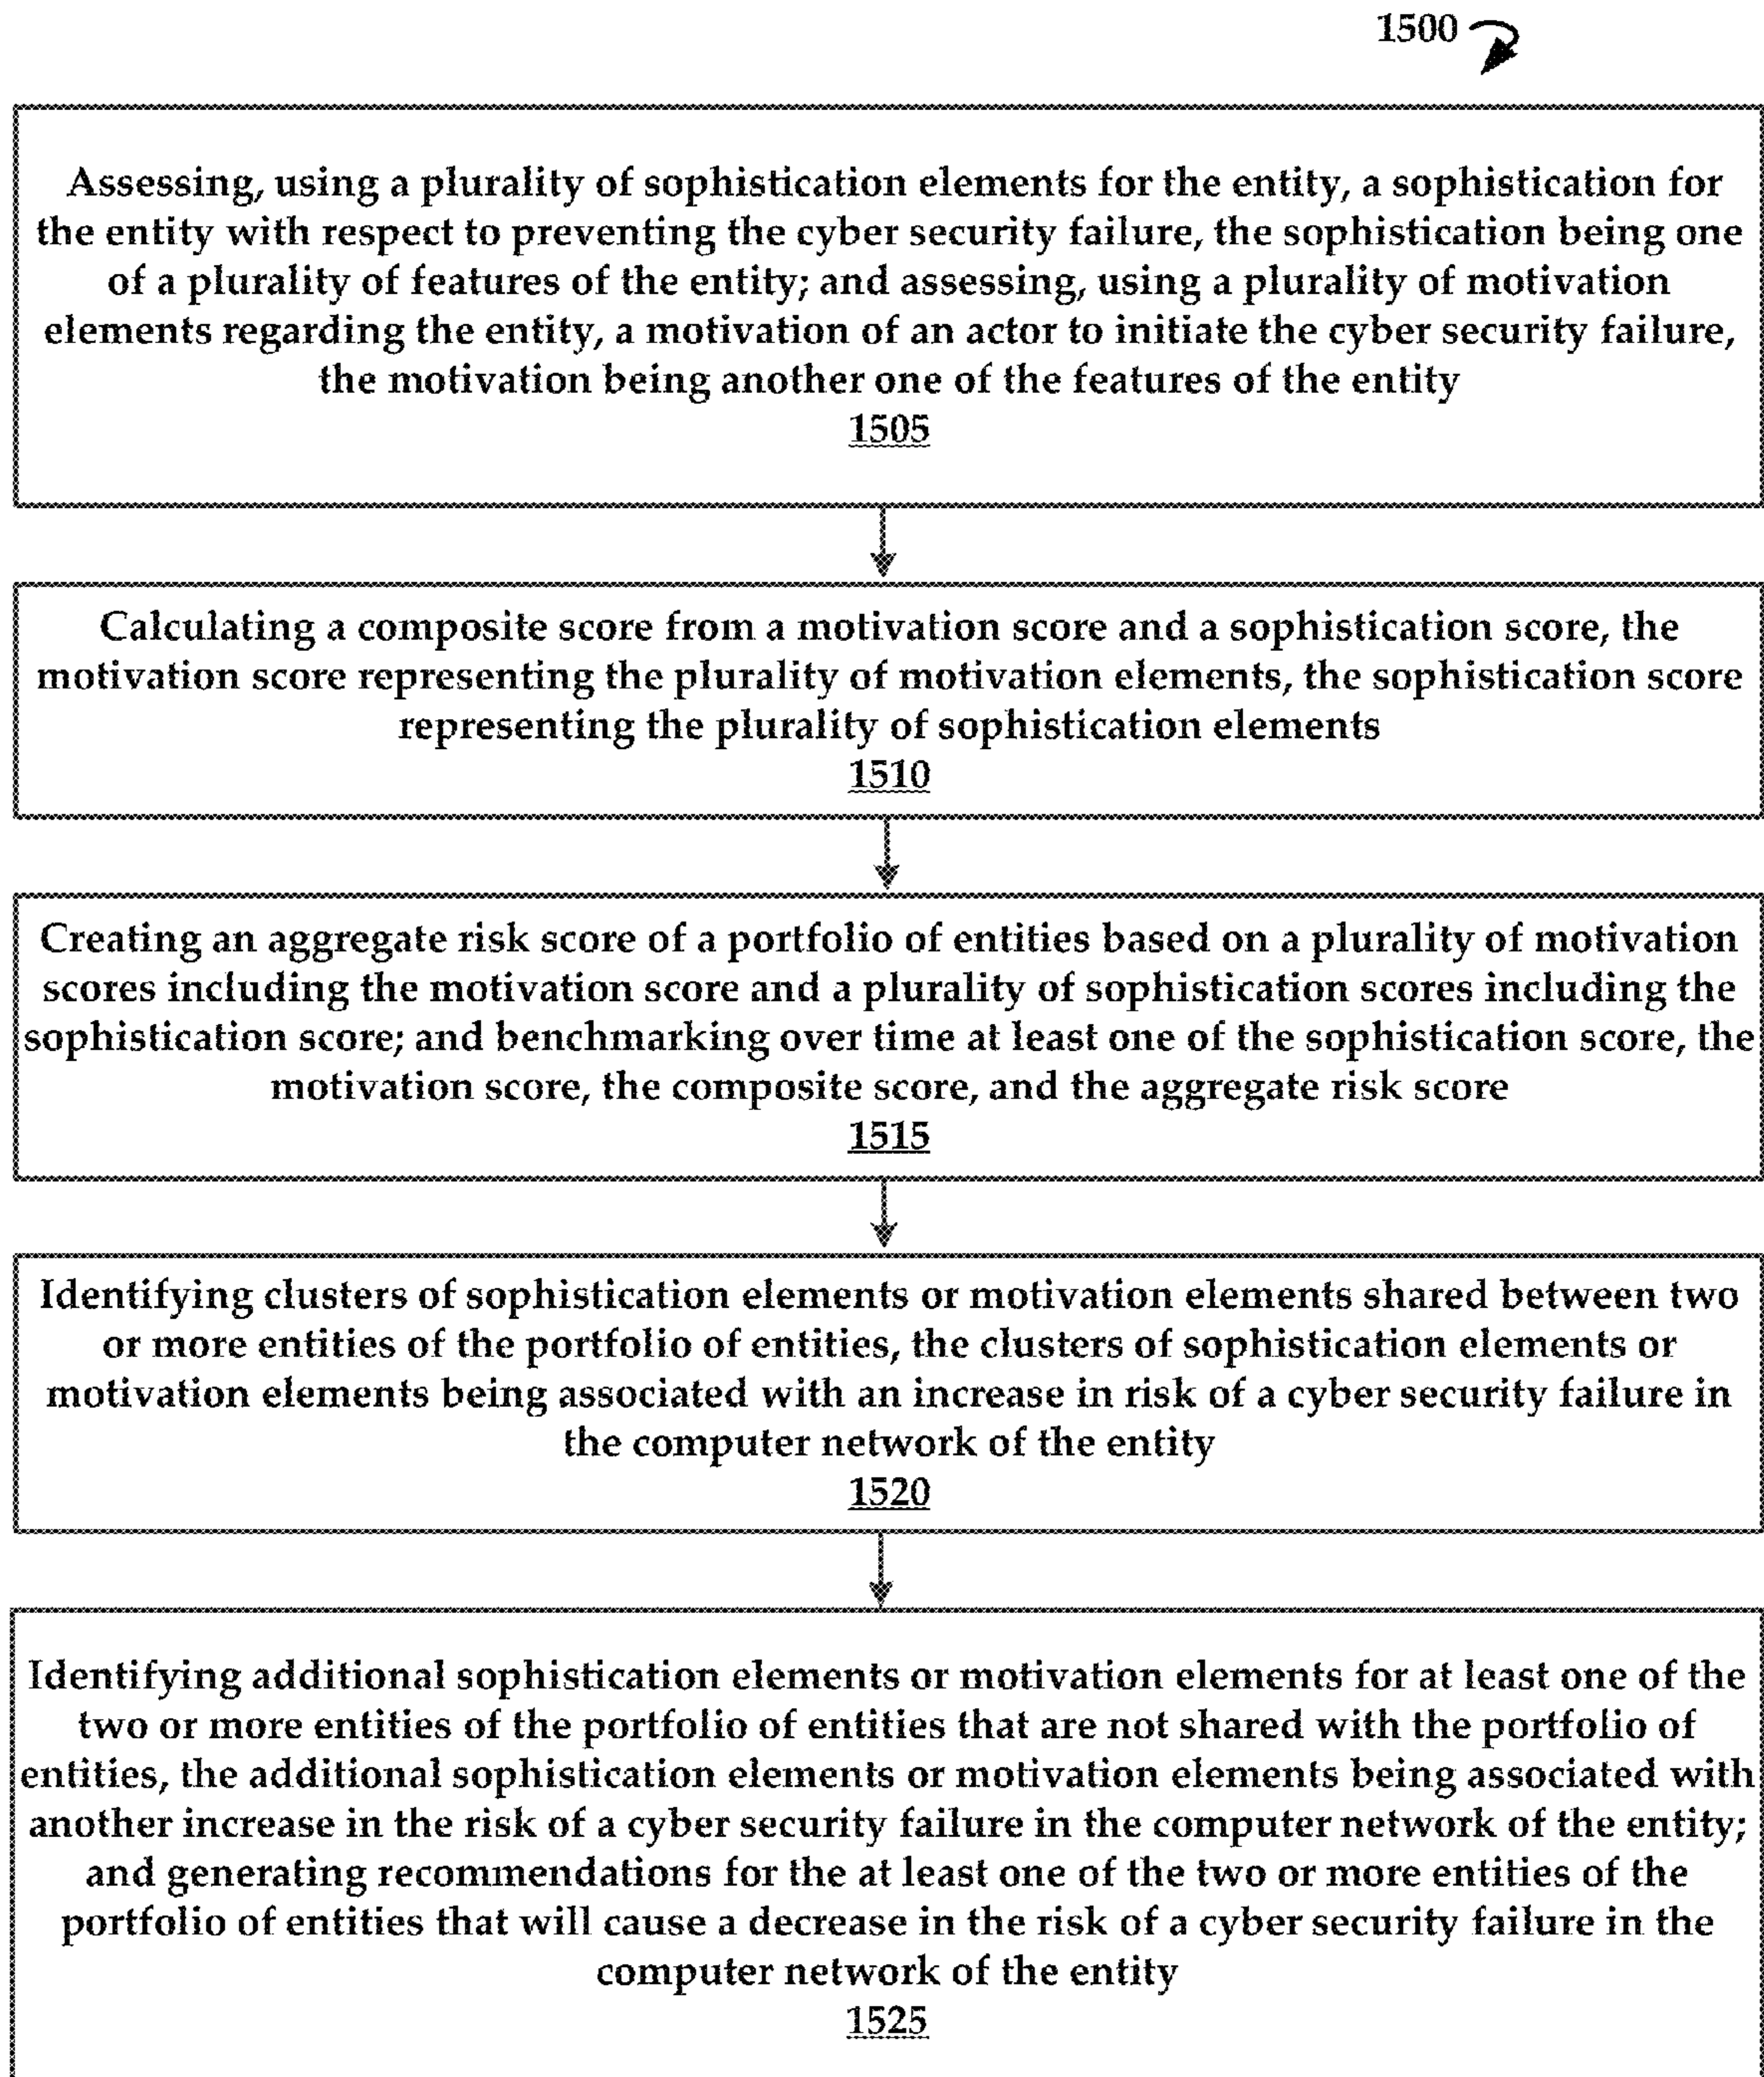 1500
Assessing, using a plurality of sophistication elements for the entity, a sophistication for
the entity with respect to preventing the cyber security failure, the sophistication being one
of a plurality of features of the entity; and assessing, using a plurality of motivation
elements regarding the entity, a motivation of an actor to initiate the cyber security failure,
the motivation being another one of the features of the entity
1505
Calculating a composite score from a motivation score and a sophistication score, the
motivation score representing the plurality of motivation elements, the sophistication score
representing the plurality of sophistication elements
1510
Creating an aggregate risk score of a portfolio of entities based on a plurality of motivation
scores including the motivation score and a plurality of sophistication scores including the
sophistication score; and benchmarking over time at least one of the sophistication score, the
motivation score, the composite score, and the aggregate risk score
1515
Identifying clusters of sophistication elements or motivation elements shared between two
or more entities of the portfolio of entities, the clusters of sophistication elements or
motivation elements being associated with an increase in risk of a cyber security failure in
the computer network of the entity
1520
Identifying additional sophistication elements or motivation elements for at least one of the
two or more entities of the portfolio of entities that are not shared with the portfolio of
entities, the additional sophistication elements or motivation elements being associated with
another increase in the risk of a cyber security failure in the computer network of the entity;
and generating recommendations for the at least one of the two or more entities of the
portfolio of entities that will cause a decrease in the risk of a cyber security failure in the
computer network of the entity
1525